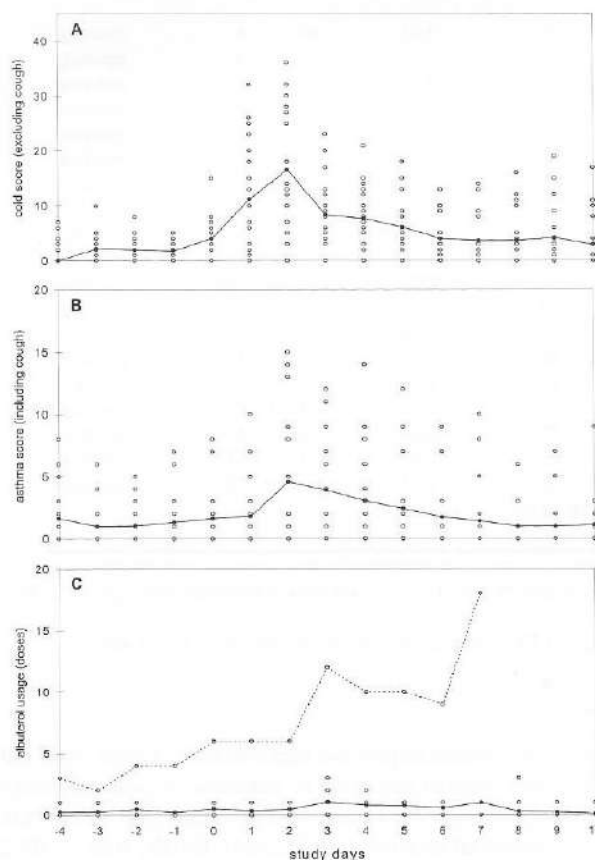 A
cold score (excluding cough)
40
30
20
10
0
B
asthma score (including cough)
20
15
10
5
0
C
albuterol usage (doses)
20
15
10
5
0
-4 -3 -2 -1 0 1 2 3 4 5 6 7 8 9 1
study days